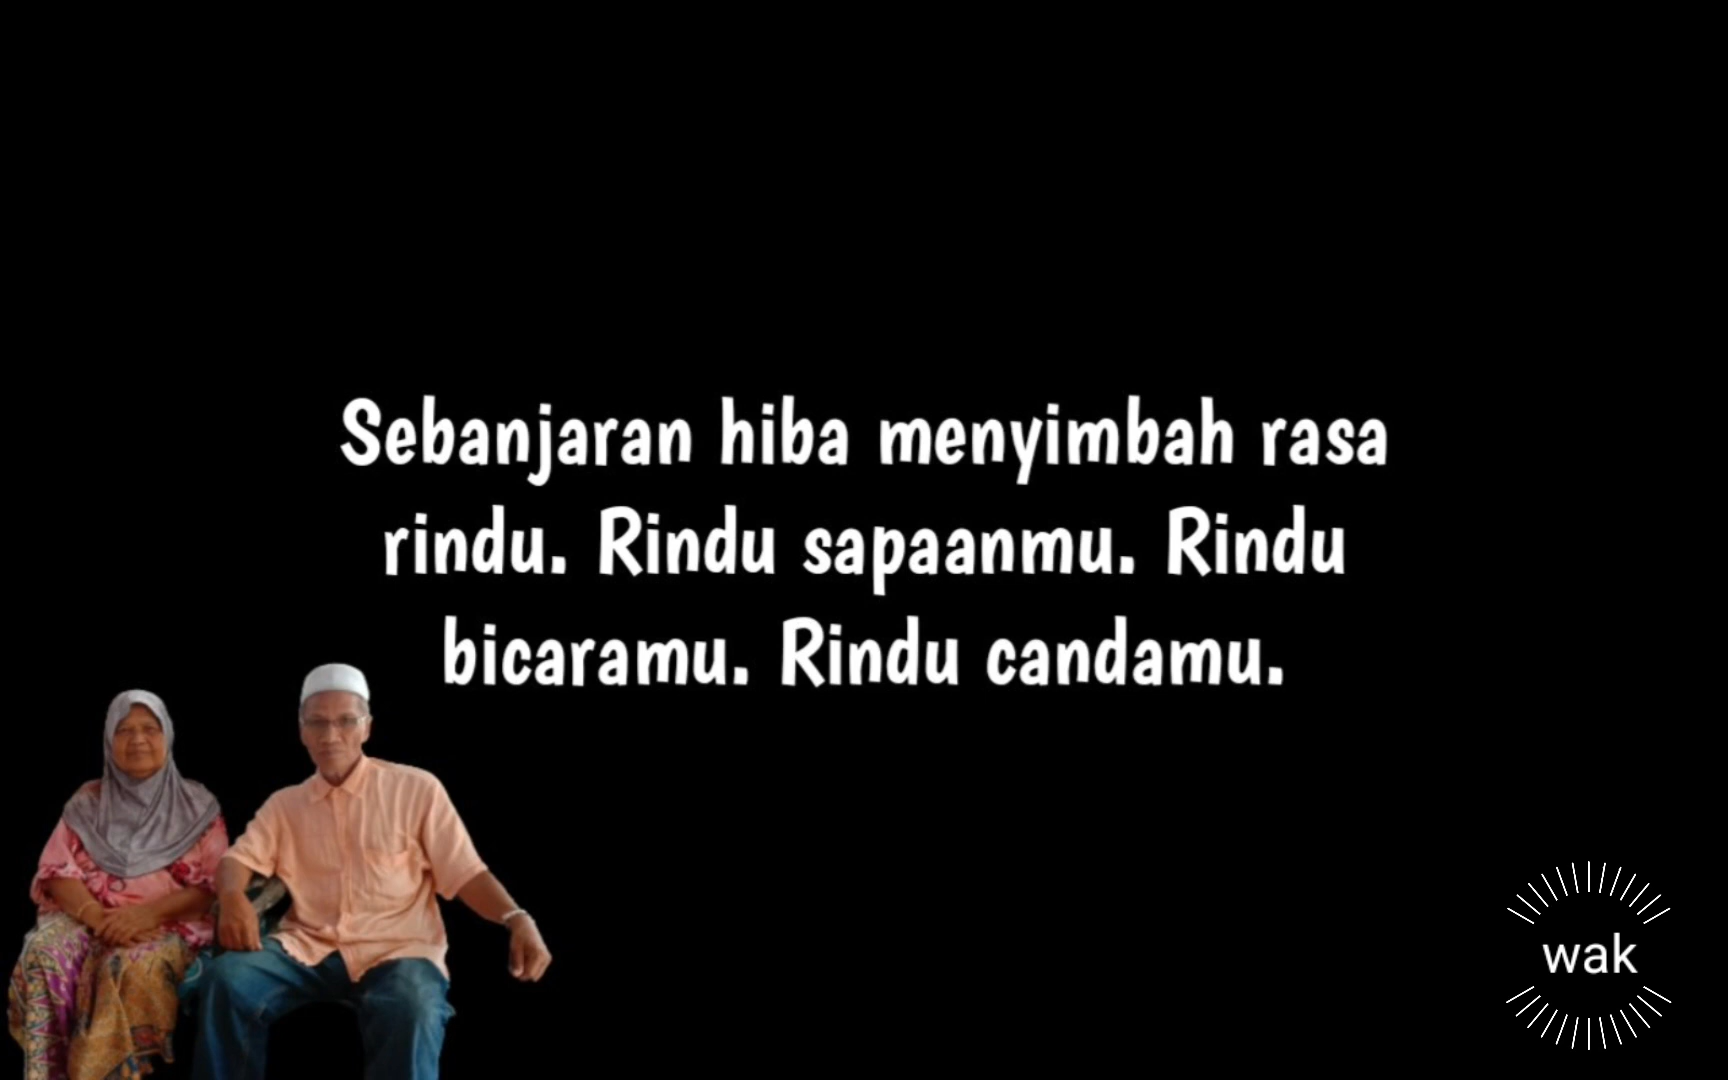 Sebanjaran hiba menyimbah rasa
rindu. Rindu sapaanmu. Rindu
bicaramu. Rindu candamu.
wak